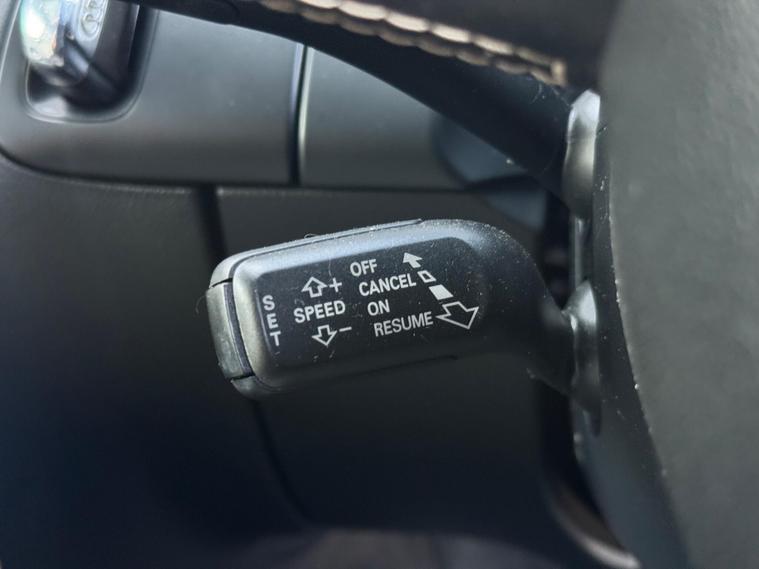 OFF
CANCEL
ON
RESUME
+
SPEED
−
SET